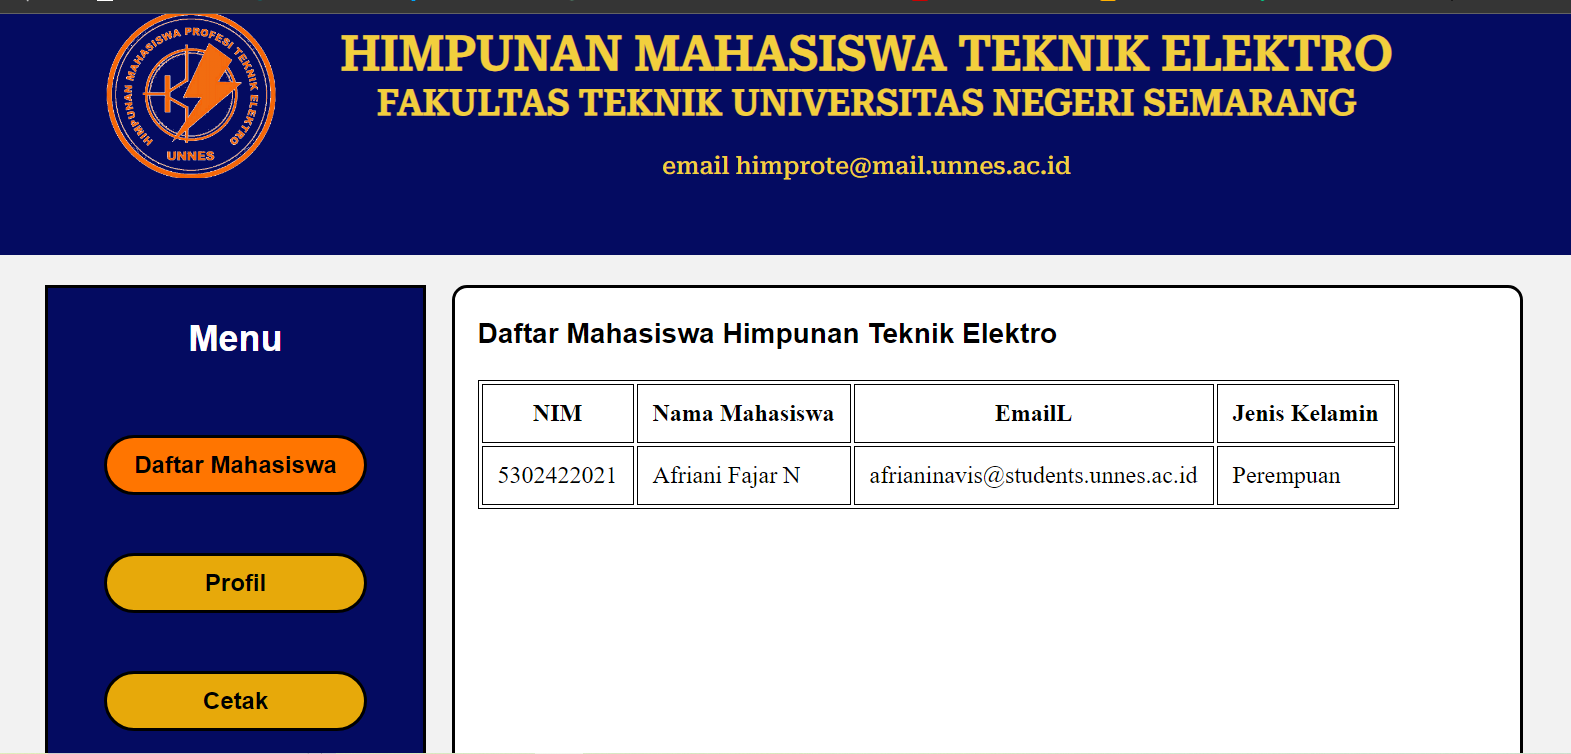 HIMPUNAN MAHASISWA PROFESI TEKNIK ELEKTRO
UNNES
HIMPUNAN MAHASISWA TEKNIK ELEKTRO
FAKULTAS TEKNIK UNIVERSITAS NEGERI SEMARANG
email himprote@mail.unnes.ac.id
Menu
Daftar Mahasiswa
Profil
Cetak
Daftar Mahasiswa Himpunan Teknik Elektro
NIM Nama Mahasiswa EmailL Jenis Kelamin
5302422021 Afriani Fajar N afrianinavis@students.unnes.ac.id Perempuan